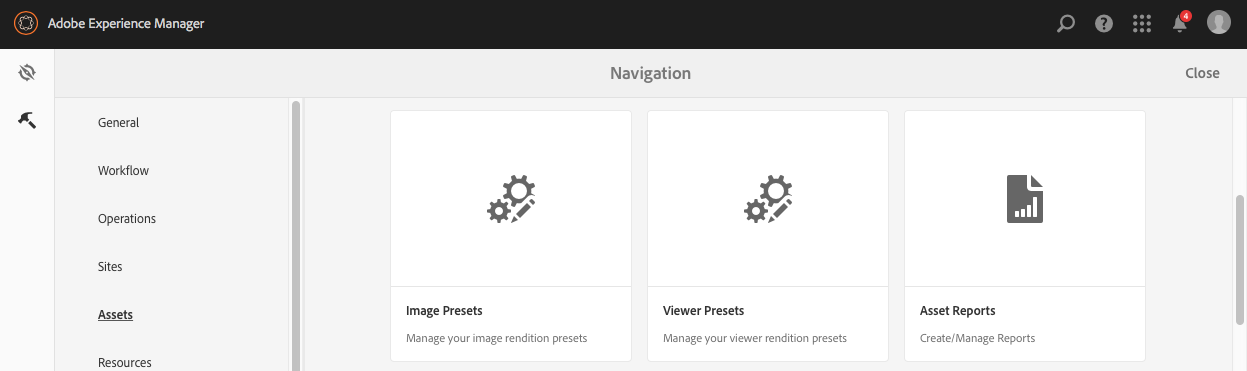 Adobe Experience Manager
4
Navigation
Close
General
Workflow
Operations
Sites
Assets
Resources
Image Presets
Manage your image rendition presets
Viewer Presets
Manage your viewer rendition presets
Asset Reports
Create/Manage Reports